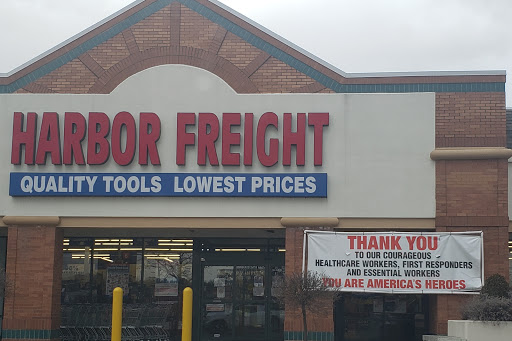 HARBOR FREIGHT
QUALITY TOOLS LOWEST PRICES
THANK YOU
TO OUR COURAGEOUS
HEALTHCARE WORKERS, FIRST RESPONDERS
AND ESSENTIAL WORKERS
YOU ARE AMERICA'S HEROES